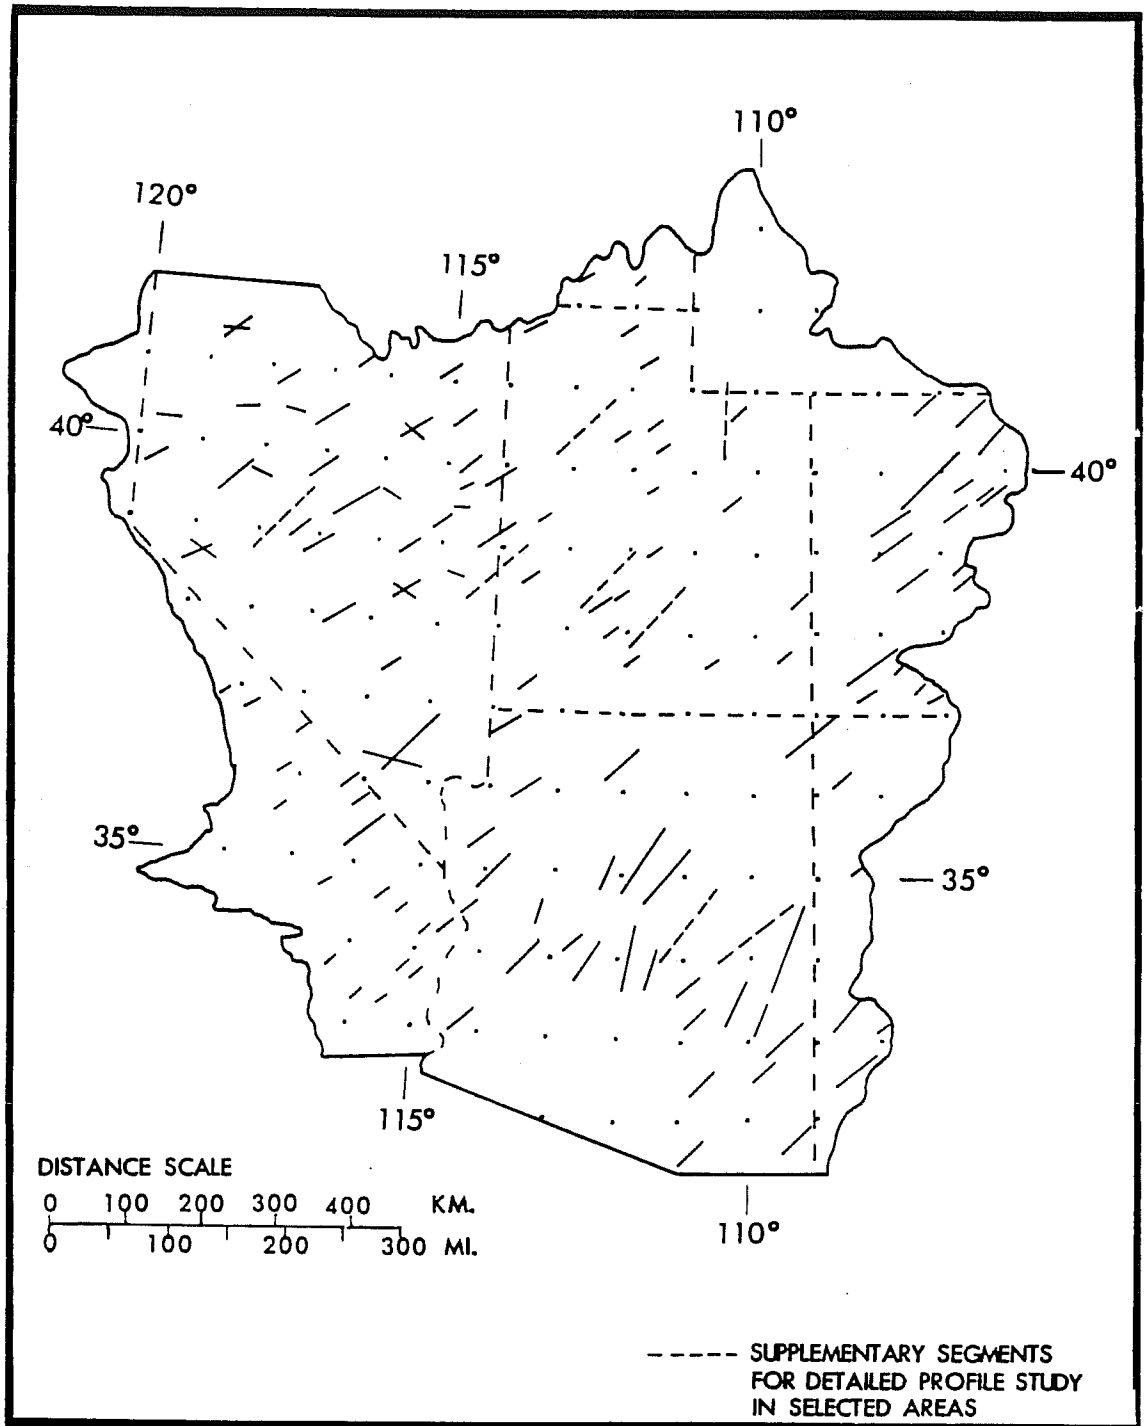 110°
120°
115°
40°
40°
35°
35°
115°
110°
DISTANCE SCALE
0 100 200 300 400 KM.
0 100 200 300 MI.
SUPPLEMENTARY SEGMENTS
FOR DETAILED PROFILE STUDY
IN SELECTED AREAS